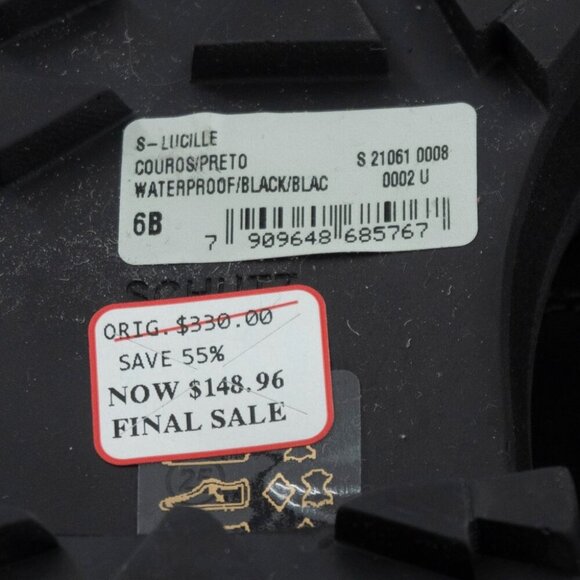 S-LUCILLE
COUROS/PRETO S 21061 0008
WATERPROOF/BLACK/BLAC 0002 U
6B
7 909648 685767
SCHUTZ
ORIG. $330.00
SAVE 55%
NOW $148.96
FINAL SALE